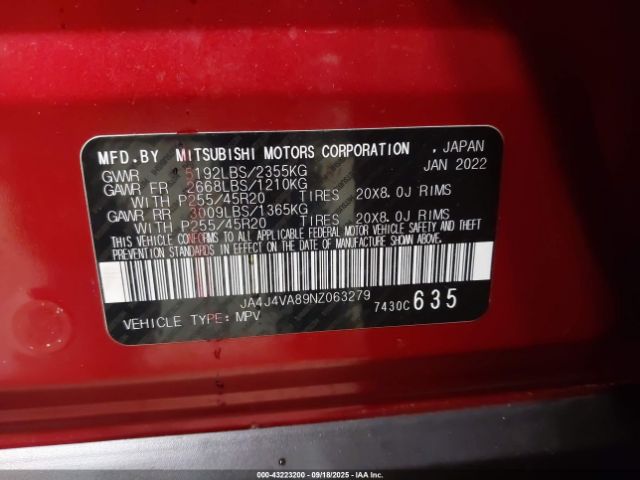 MFD.BY MITSUBISHI MOTORS CORPORATION , JAPAN
GVWR 5192LBS/2355KG JAN 2022
GAWR FR 2668LBS/1210KG
WITH P255/45R20 TIRES 20X8.0J RIMS
GAWR RR 3009LBS/1365KG
WITH P255/45R20 TIRES 20X8.0J RIMS
THIS VEHICLE CONFORMS TO ALL APPLICABLE FEDERAL MOTOR VEHICLE SAFETY AND THEFT
PREVENTION STANDARDS IN EFFECT ON THE DATE OF MANUFACTURE SHOWN ABOVE.
JA4J4VA89NZ063279
VEHICLE TYPE: MPV 7430C 635
000-43223200 - 09/18/2025 - © IAA Inc.